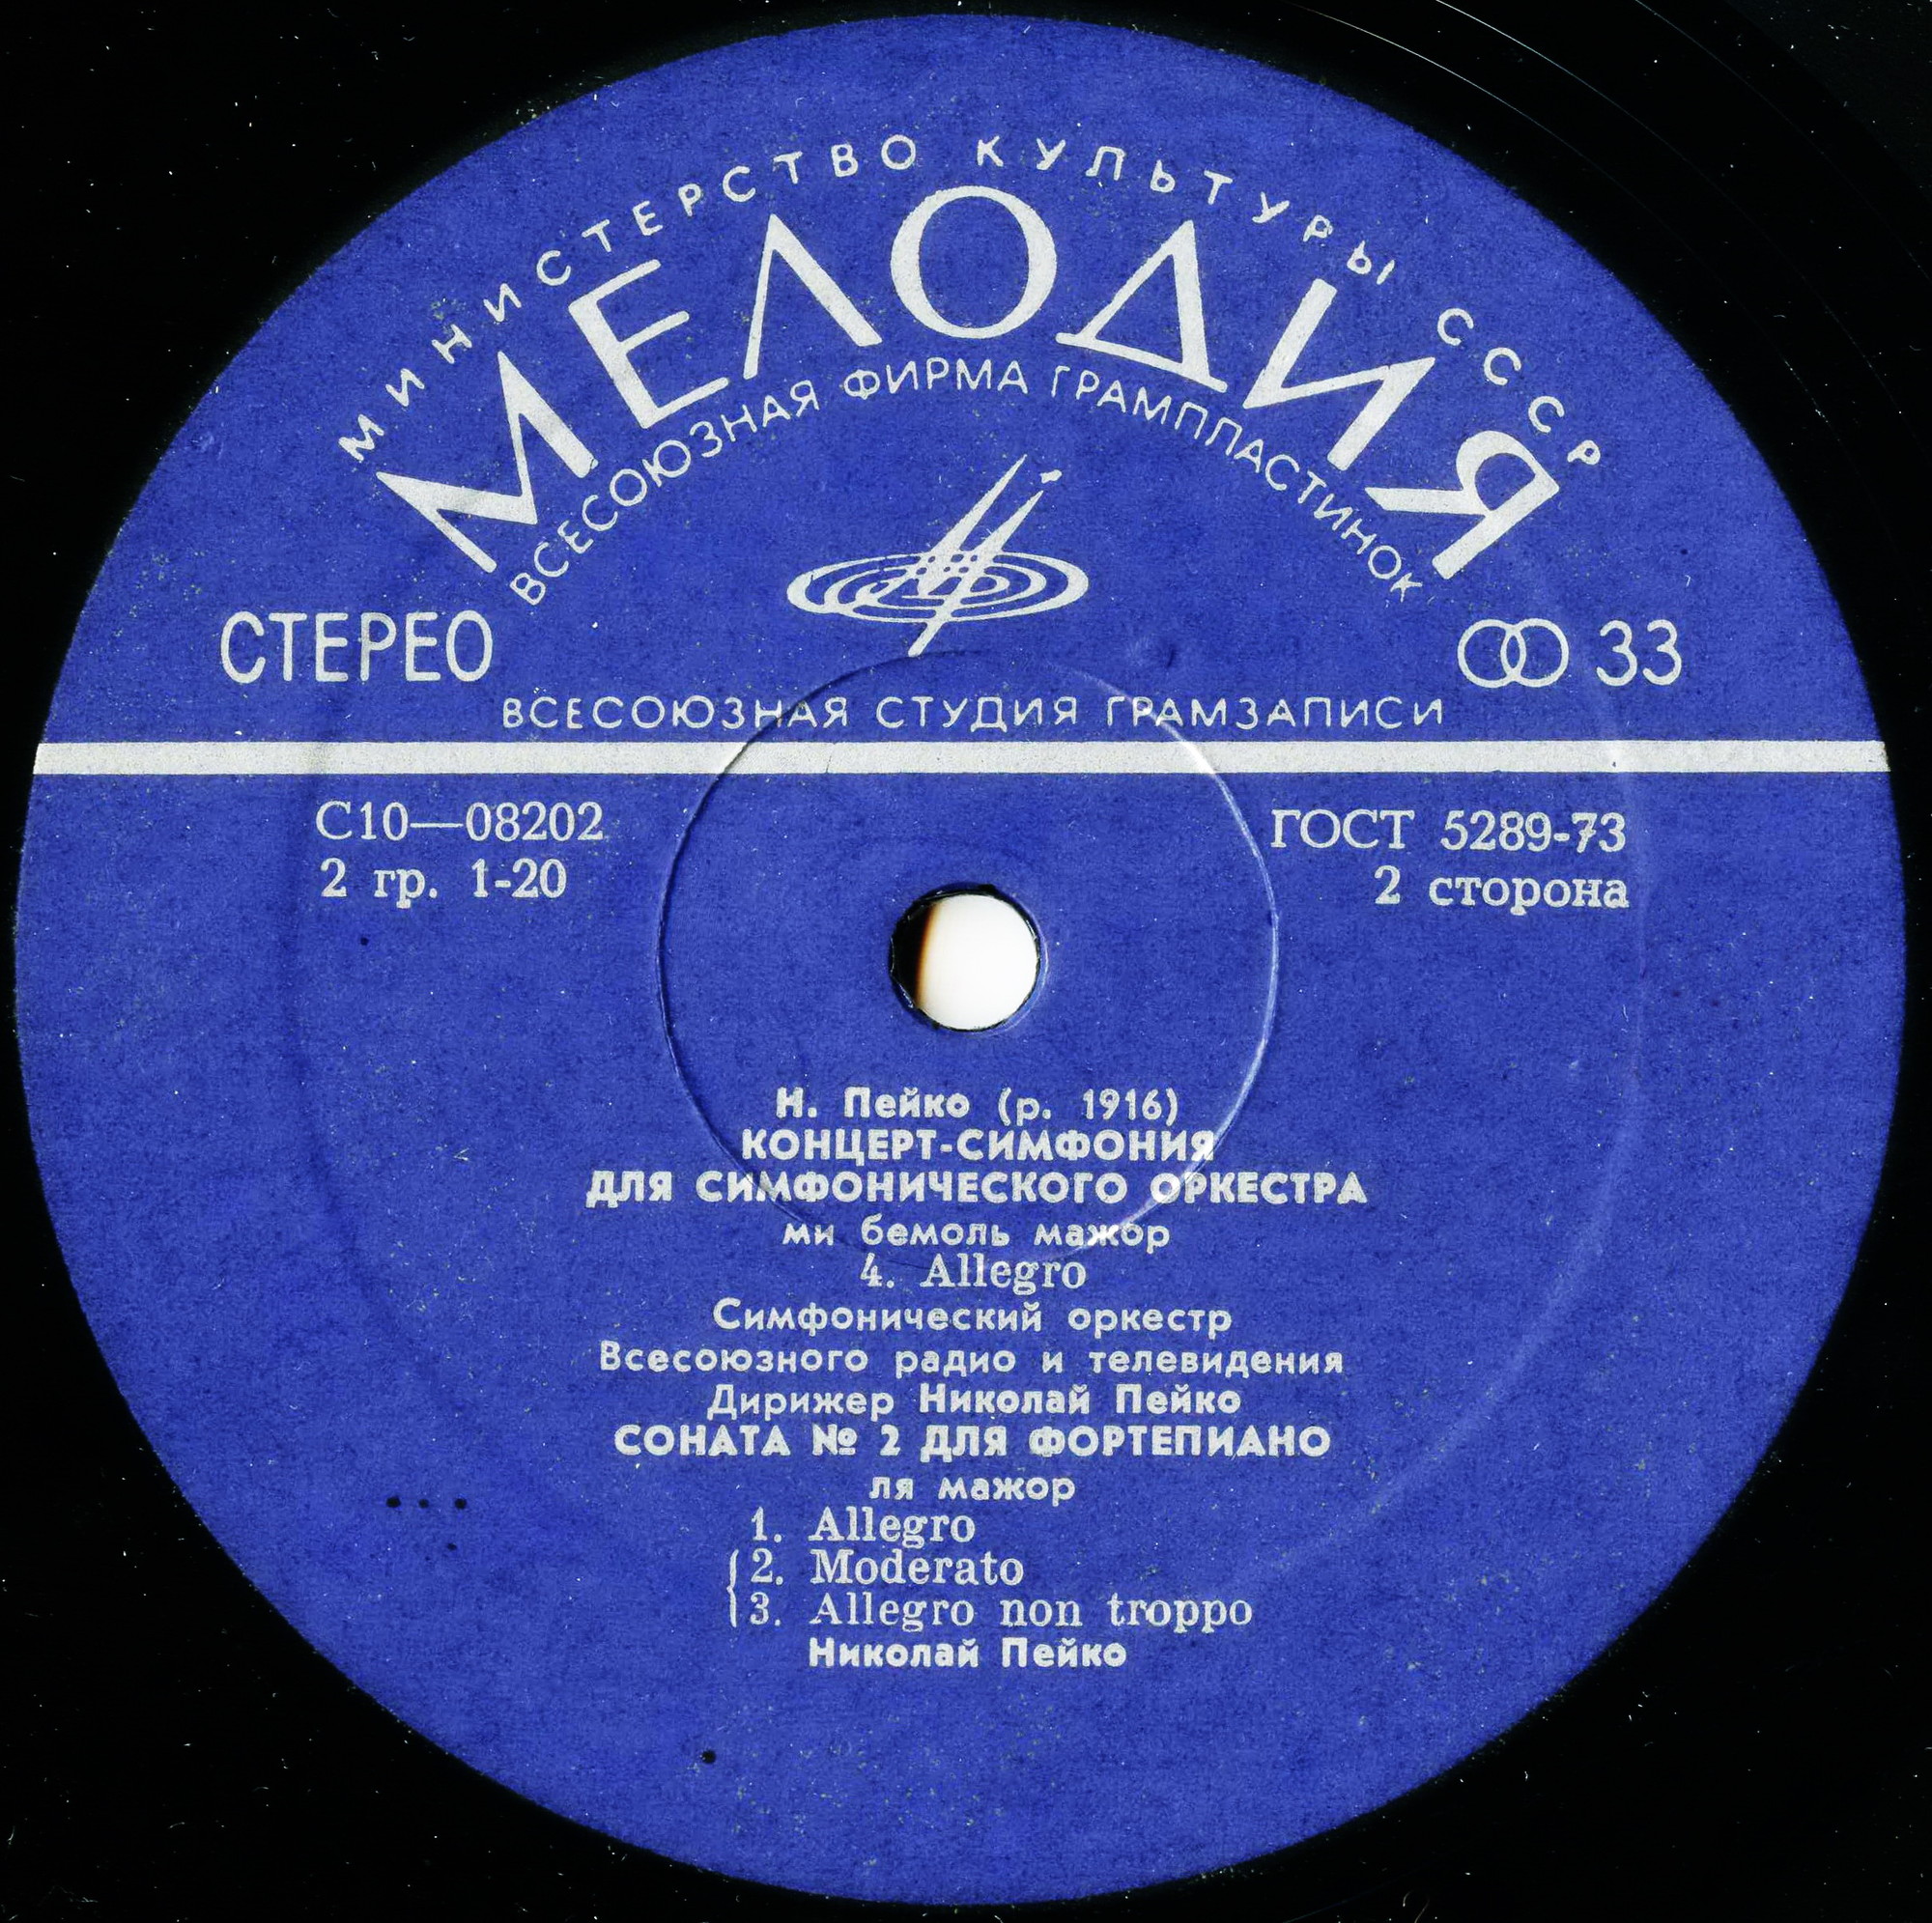 МИНИСТЕРСТВО КУЛЬТУРЫ СССР
МЕЛОДИЯ
ВСЕСОЮЗНАЯ ФИРМА ГРАМПЛАСТИНОК
СТЕРЕО
33
ВСЕСОЮЗНАЯ СТУДИЯ ГРАМЗАПИСИ
С10—08202
2 гр. 1-20
ГОСТ 5289-73
2 сторона
Н. Пейко (р. 1916)
КОНЦЕРТ-СИМФОНИЯ
ДЛЯ СИМФОНИЧЕСКОГО ОРКЕСТРА
ми бемоль мажор
4. Allegro
Симфонический оркестр
Всесоюзного радио и телевидения
Дирижер Николай Пейко
СОНАТА № 2 ДЛЯ ФОРТЕПИАНО
ля мажор
1. Allegro
2. Moderato
3. Allegro non troppo
Николай Пейко